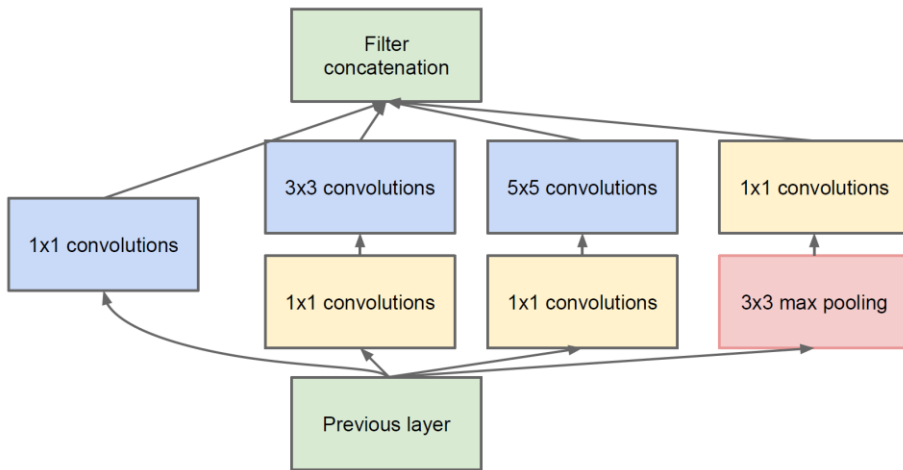 Filter
concatenation
3x3 convolutions
5x5 convolutions
1x1 convolutions
1x1 convolutions
1x1 convolutions
1x1 convolutions
3x3 max pooling
Previous layer